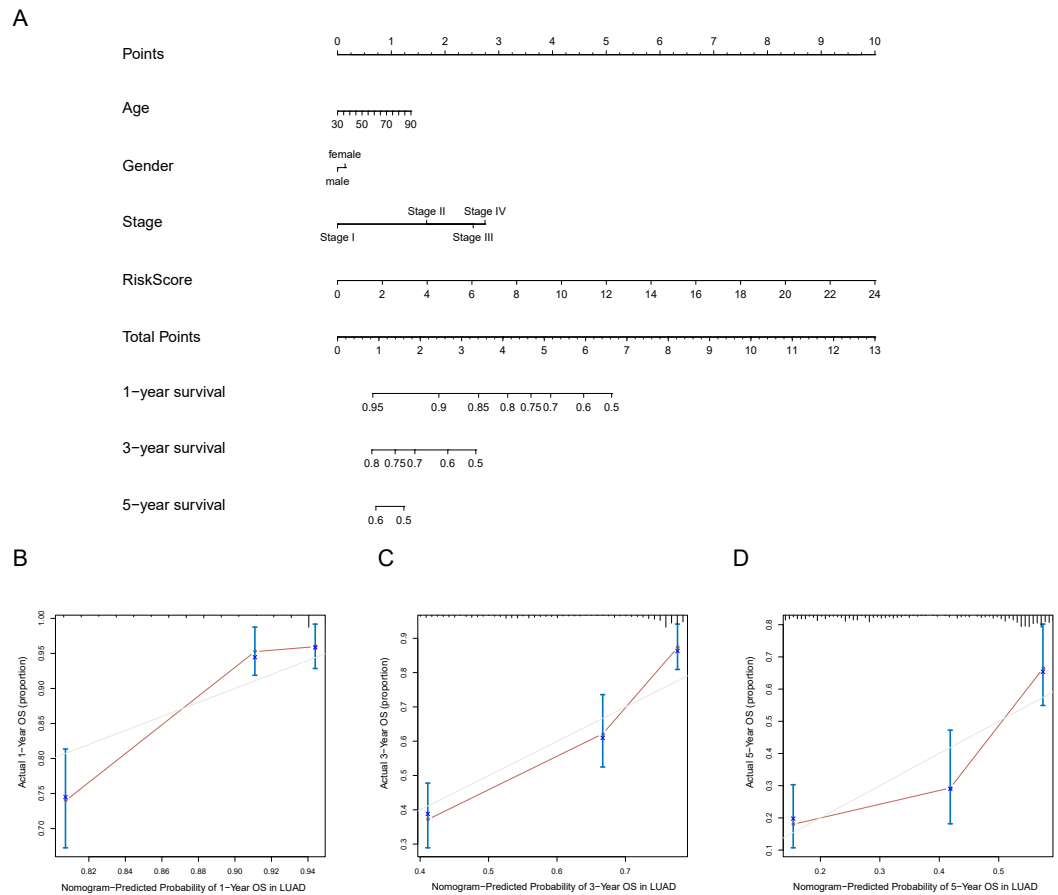 A
Points
0 1 2 3 4 5 6 7 8 9 10
Age
30 50 70 90
Gender
female
male
Stage
Stage II Stage IV
Stage I Stage III
RiskScore
0 2 4 6 8 10 12 14 16 18 20 22 24
Total Points
0 1 2 3 4 5 6 7 8 9 10 11 12 13
1−year survival
0.95 0.9 0.85 0.8 0.75 0.7 0.6 0.5
3−year survival
0.8 0.75 0.7 0.6 0.5
5−year survival
0.6 0.5
B
Actual 1−Year OS (proportion)
1.00
0.95
0.90
0.85
0.80
0.75
0.70
0.82 0.84 0.86 0.88 0.90 0.92 0.94
Nomogram−Predicted Probability of 1−Year OS in LUAD
C
Actual 3−Year OS (proportion)
0.9
0.8
0.7
0.6
0.5
0.4
0.3
0.4 0.5 0.6 0.7
Nomogram−Predicted Probability of 3−Year OS in LUAD
D
Actual 5−Year OS (proportion)
0.8
0.7
0.6
0.5
0.4
0.3
0.2
0.1
0.2 0.3 0.4 0.5
Nomogram−Predicted Probability of 5−Year OS in LUAD